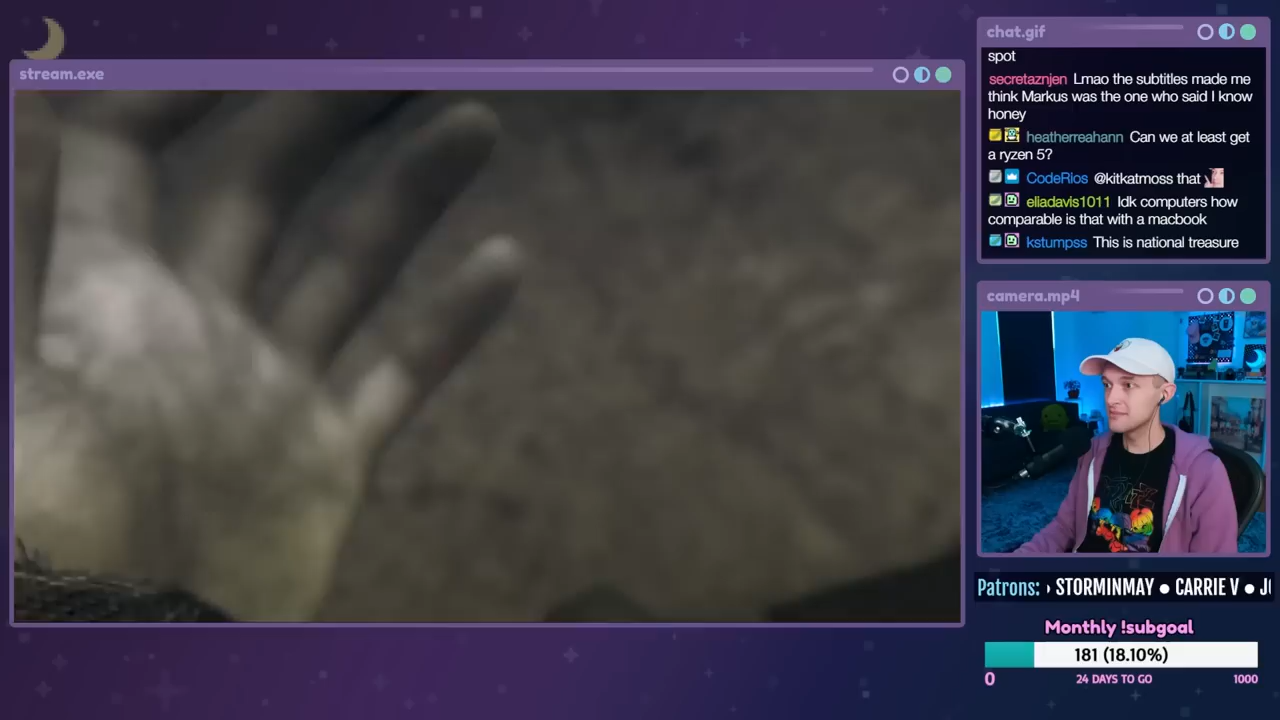 stream.exe
chat.gif
spot
secretaznjen Lmao the subtitles made me
think Markus was the one who said I know
honey
heatherreahann Can we at least get
a ryzen 5?
CodeRios @kitkatmoss that
eliadavis1011 Idk computers how
comparable is that with a macbook
kstumpss This is national treasure
camera.mp4
Patrons: STORMINMAY ● CARRIE V ●
Monthly !subgoal
181 (18.10%)
0 24 DAYS TO GO 1000